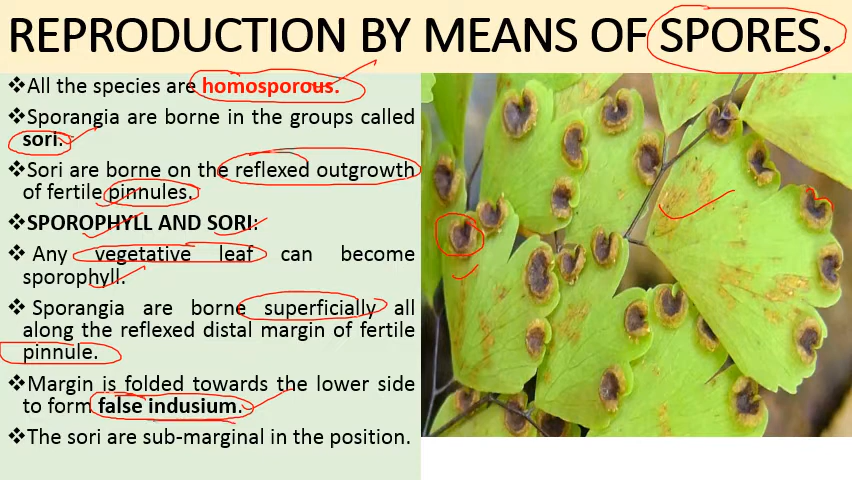 REPRODUCTION BY MEANS OF SPORES.
❖All the species are homosporous.
❖Sporangia are borne in the groups called
sori.
❖Sori are borne on the reflexed outgrowth
of fertile pinnules.
❖SPOROPHYLL AND SORI:
❖ Any vegetative leaf can become
sporophyll.
❖ Sporangia are borne superficially all
along the reflexed distal margin of fertile
pinnule.
❖Margin is folded towards the lower side
to form false indusium.
❖The sori are sub-marginal in the position.